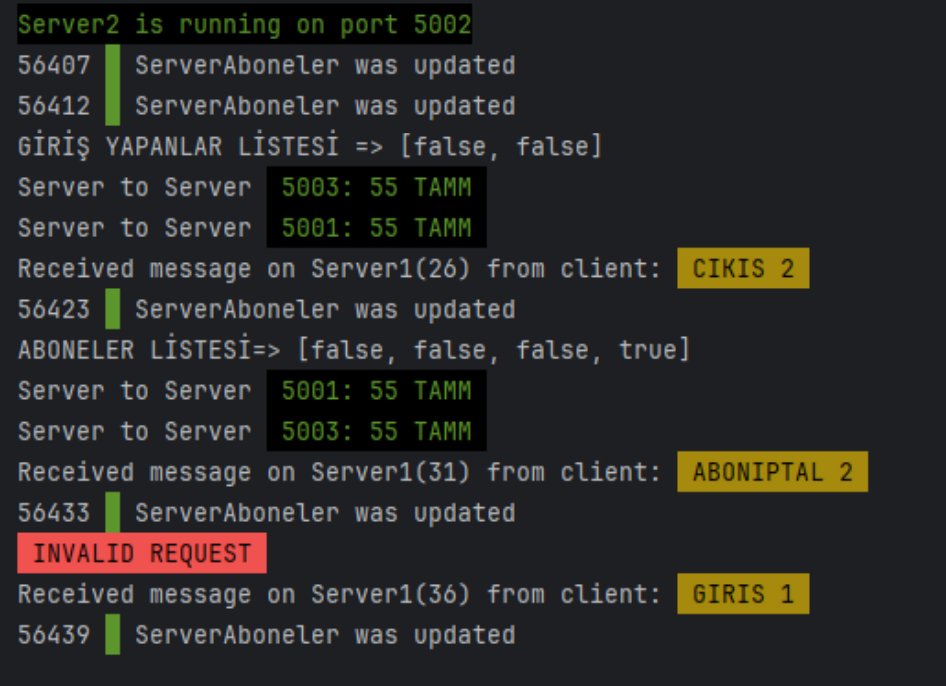 Server2 is running on port 5002
56407 ServerAboneler was updated
56412 ServerAboneler was updated
GİRİŞ YAPANLAR LİSTESİ => [false, false]
Server to Server 5003: 55 TAMM
Server to Server 5001: 55 TAMM
Received message on Server1(26) from client: CIKIS 2
56423 ServerAboneler was updated
ABONELER LİSTESİ=> [false, false, false, true]
Server to Server 5001: 55 TAMM
Server to Server 5003: 55 TAMM
Received message on Server1(31) from client: ABONIPTAL 2
56433 ServerAboneler was updated
INVALID REQUEST
Received message on Server1(36) from client: GIRIS 1
56439 ServerAboneler was updated